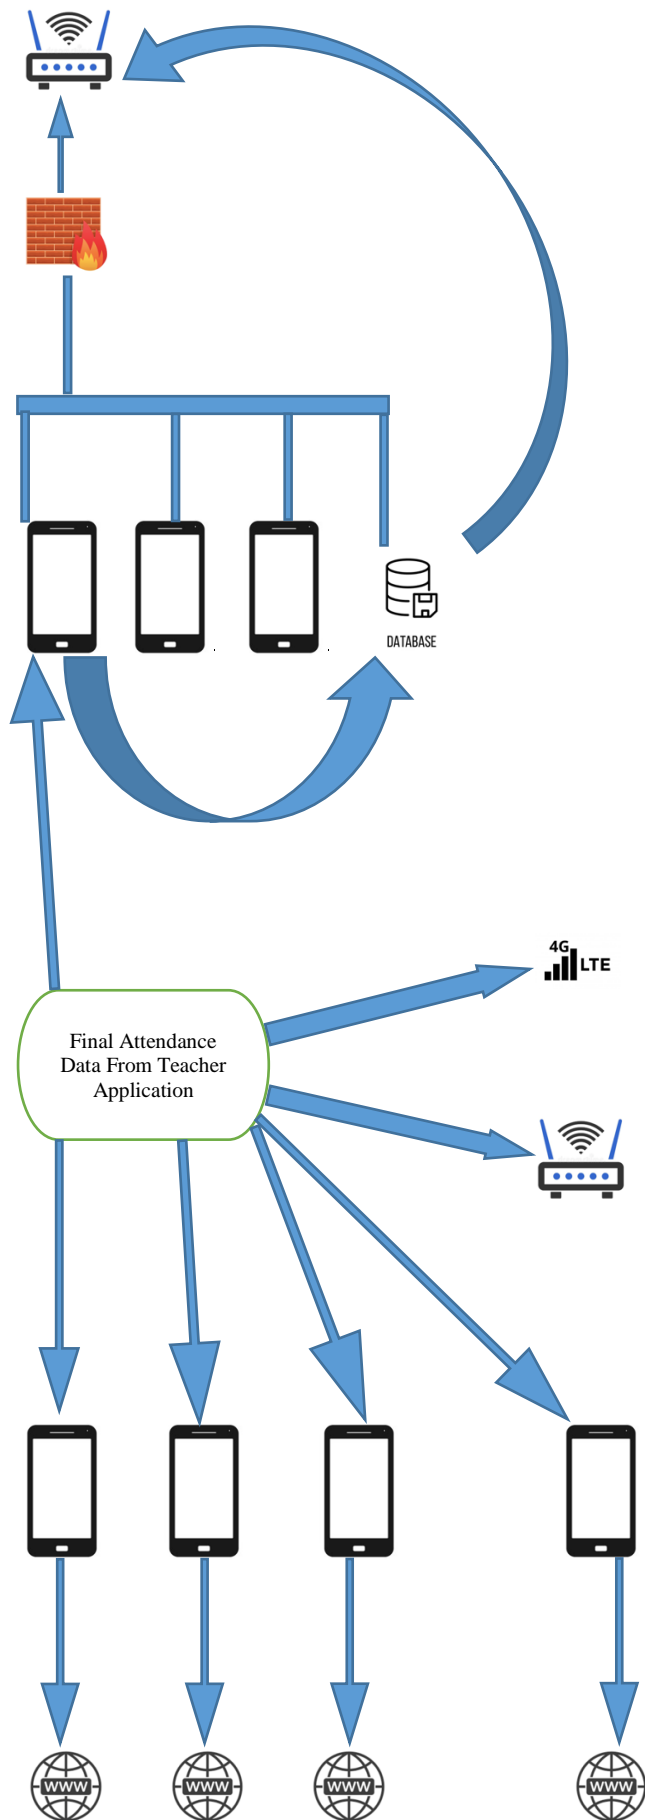 DATABASE
4G
LTE
Final Attendance
Data From Teacher
Application
WWW
WWW
WWW
WWW